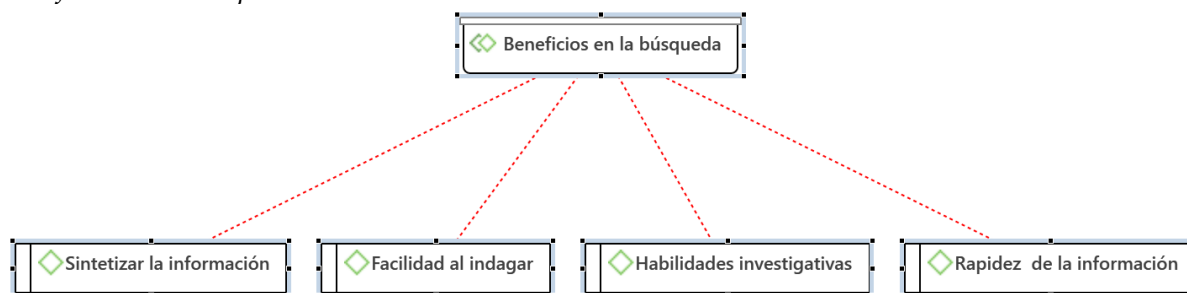 Beneficios en la búsqueda
Sintetizar la información
Facilidad al indagar
Habilidades investigativas
Rapidez  de la información